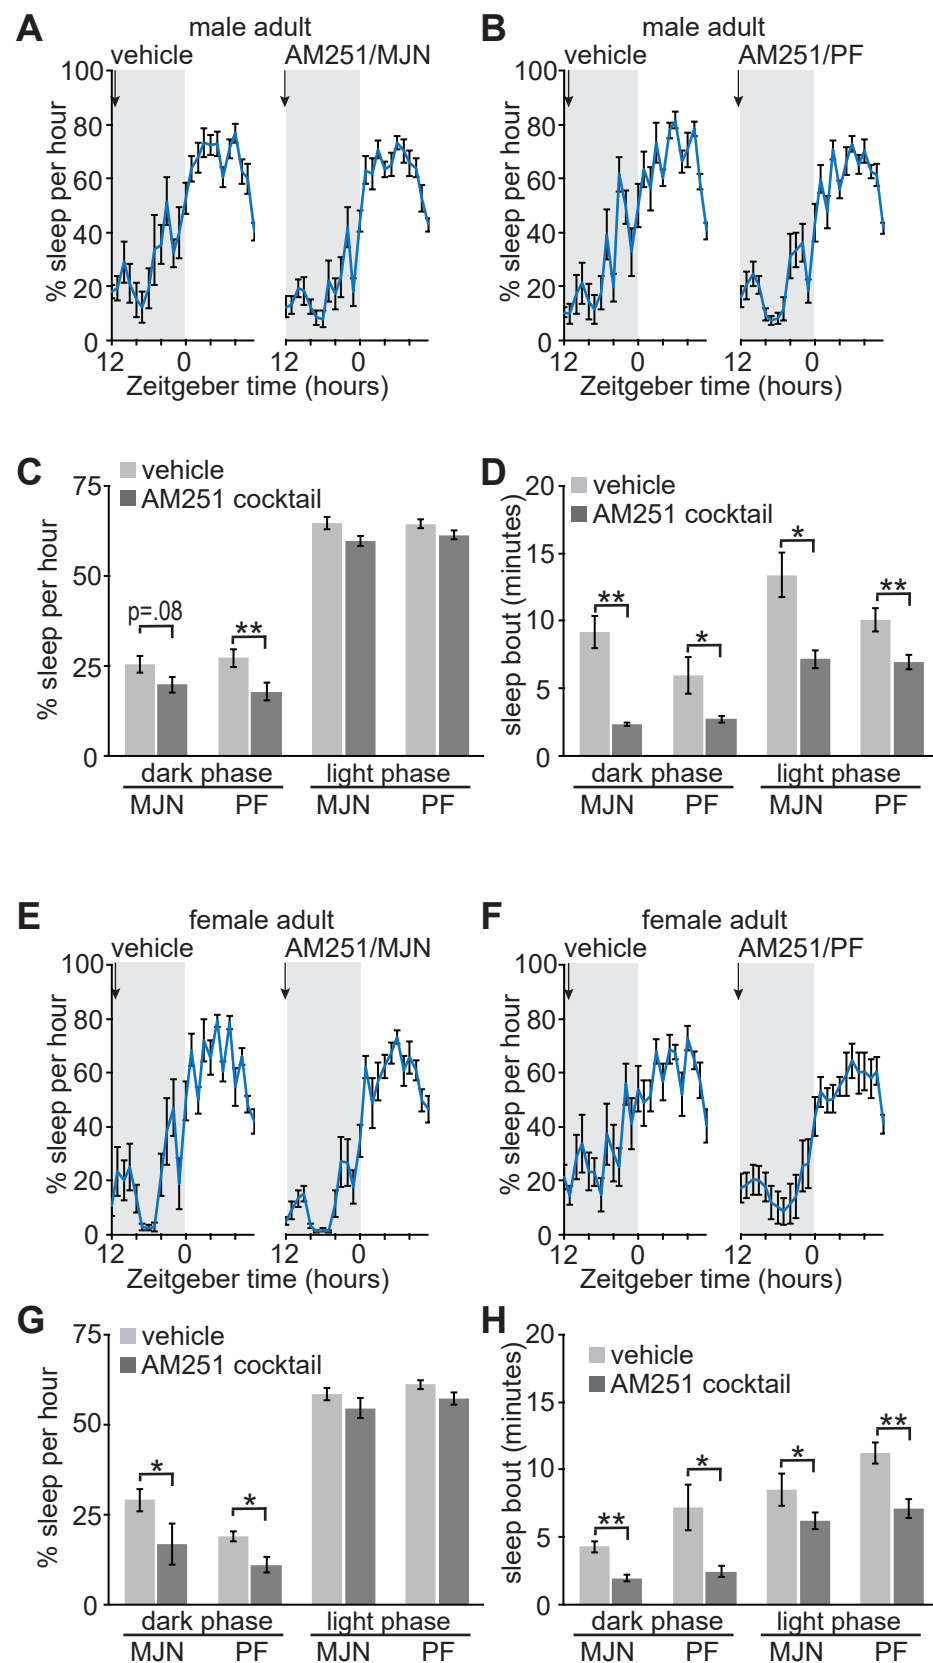 A
male adult
B
vehicle
AM251/MJN
vehicle
AM251/PF
% sleep per hour
100
80
60
40
20
0
12
0
12
0
Zeitgeber time (hours)
% sleep per hour
100
80
60
40
20
0
12
0
12
0
Zeitgeber time (hours)
C
vehicle
AM251 cocktail
% sleep per hour
75
50
25
0
p=.08
**
dark phase
light phase
MJN
PF
MJN
PF
D
vehicle
AM251 cocktail
sleep bout (minutes)
20
15
10
5
0
**
*
*
**
dark phase
light phase
MJN
PF
MJN
PF
E
female adult
vehicle
AM251/MJN
% sleep per hour
100
80
60
40
20
0
12
0
12
0
Zeitgeber time (hours)
F
female adult
vehicle
AM251/PF
% sleep per hour
100
80
60
40
20
0
12
0
12
0
Zeitgeber time (hours)
G
vehicle
AM251 cocktail
% sleep per hour
75
50
25
0
*
*
dark phase
light phase
MJN
PF
MJN
PF
H
vehicle
AM251 cocktail
sleep bout (minutes)
20
15
10
5
0
**
*
*
**
dark phase
light phase
MJN
PF
MJN
PF